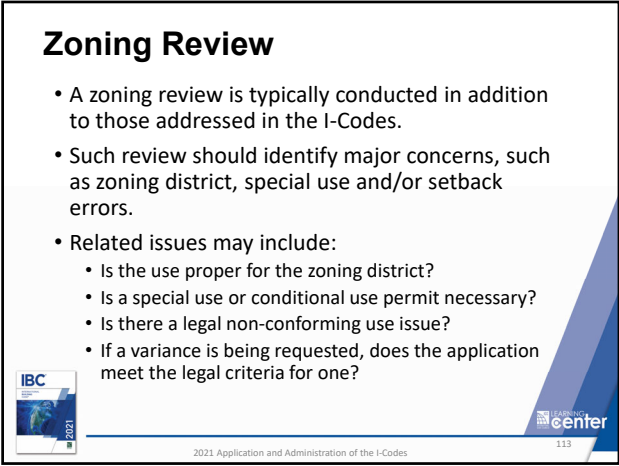 Zoning Review
• A zoning review is typically conducted in addition
to those addressed in the I-Codes.
• Such review should identify major concerns, such
as zoning district, special use and/or setback
errors.
• Related issues may include:
• Is the use proper for the zoning district?
• Is a special use or conditional use permit necessary?
• Is there a legal non-conforming use issue?
• If a variance is being requested, does the application
meet the legal criteria for one?
IBC
2021
LEARNING
center
113
2021 Application and Administration of the I-Codes